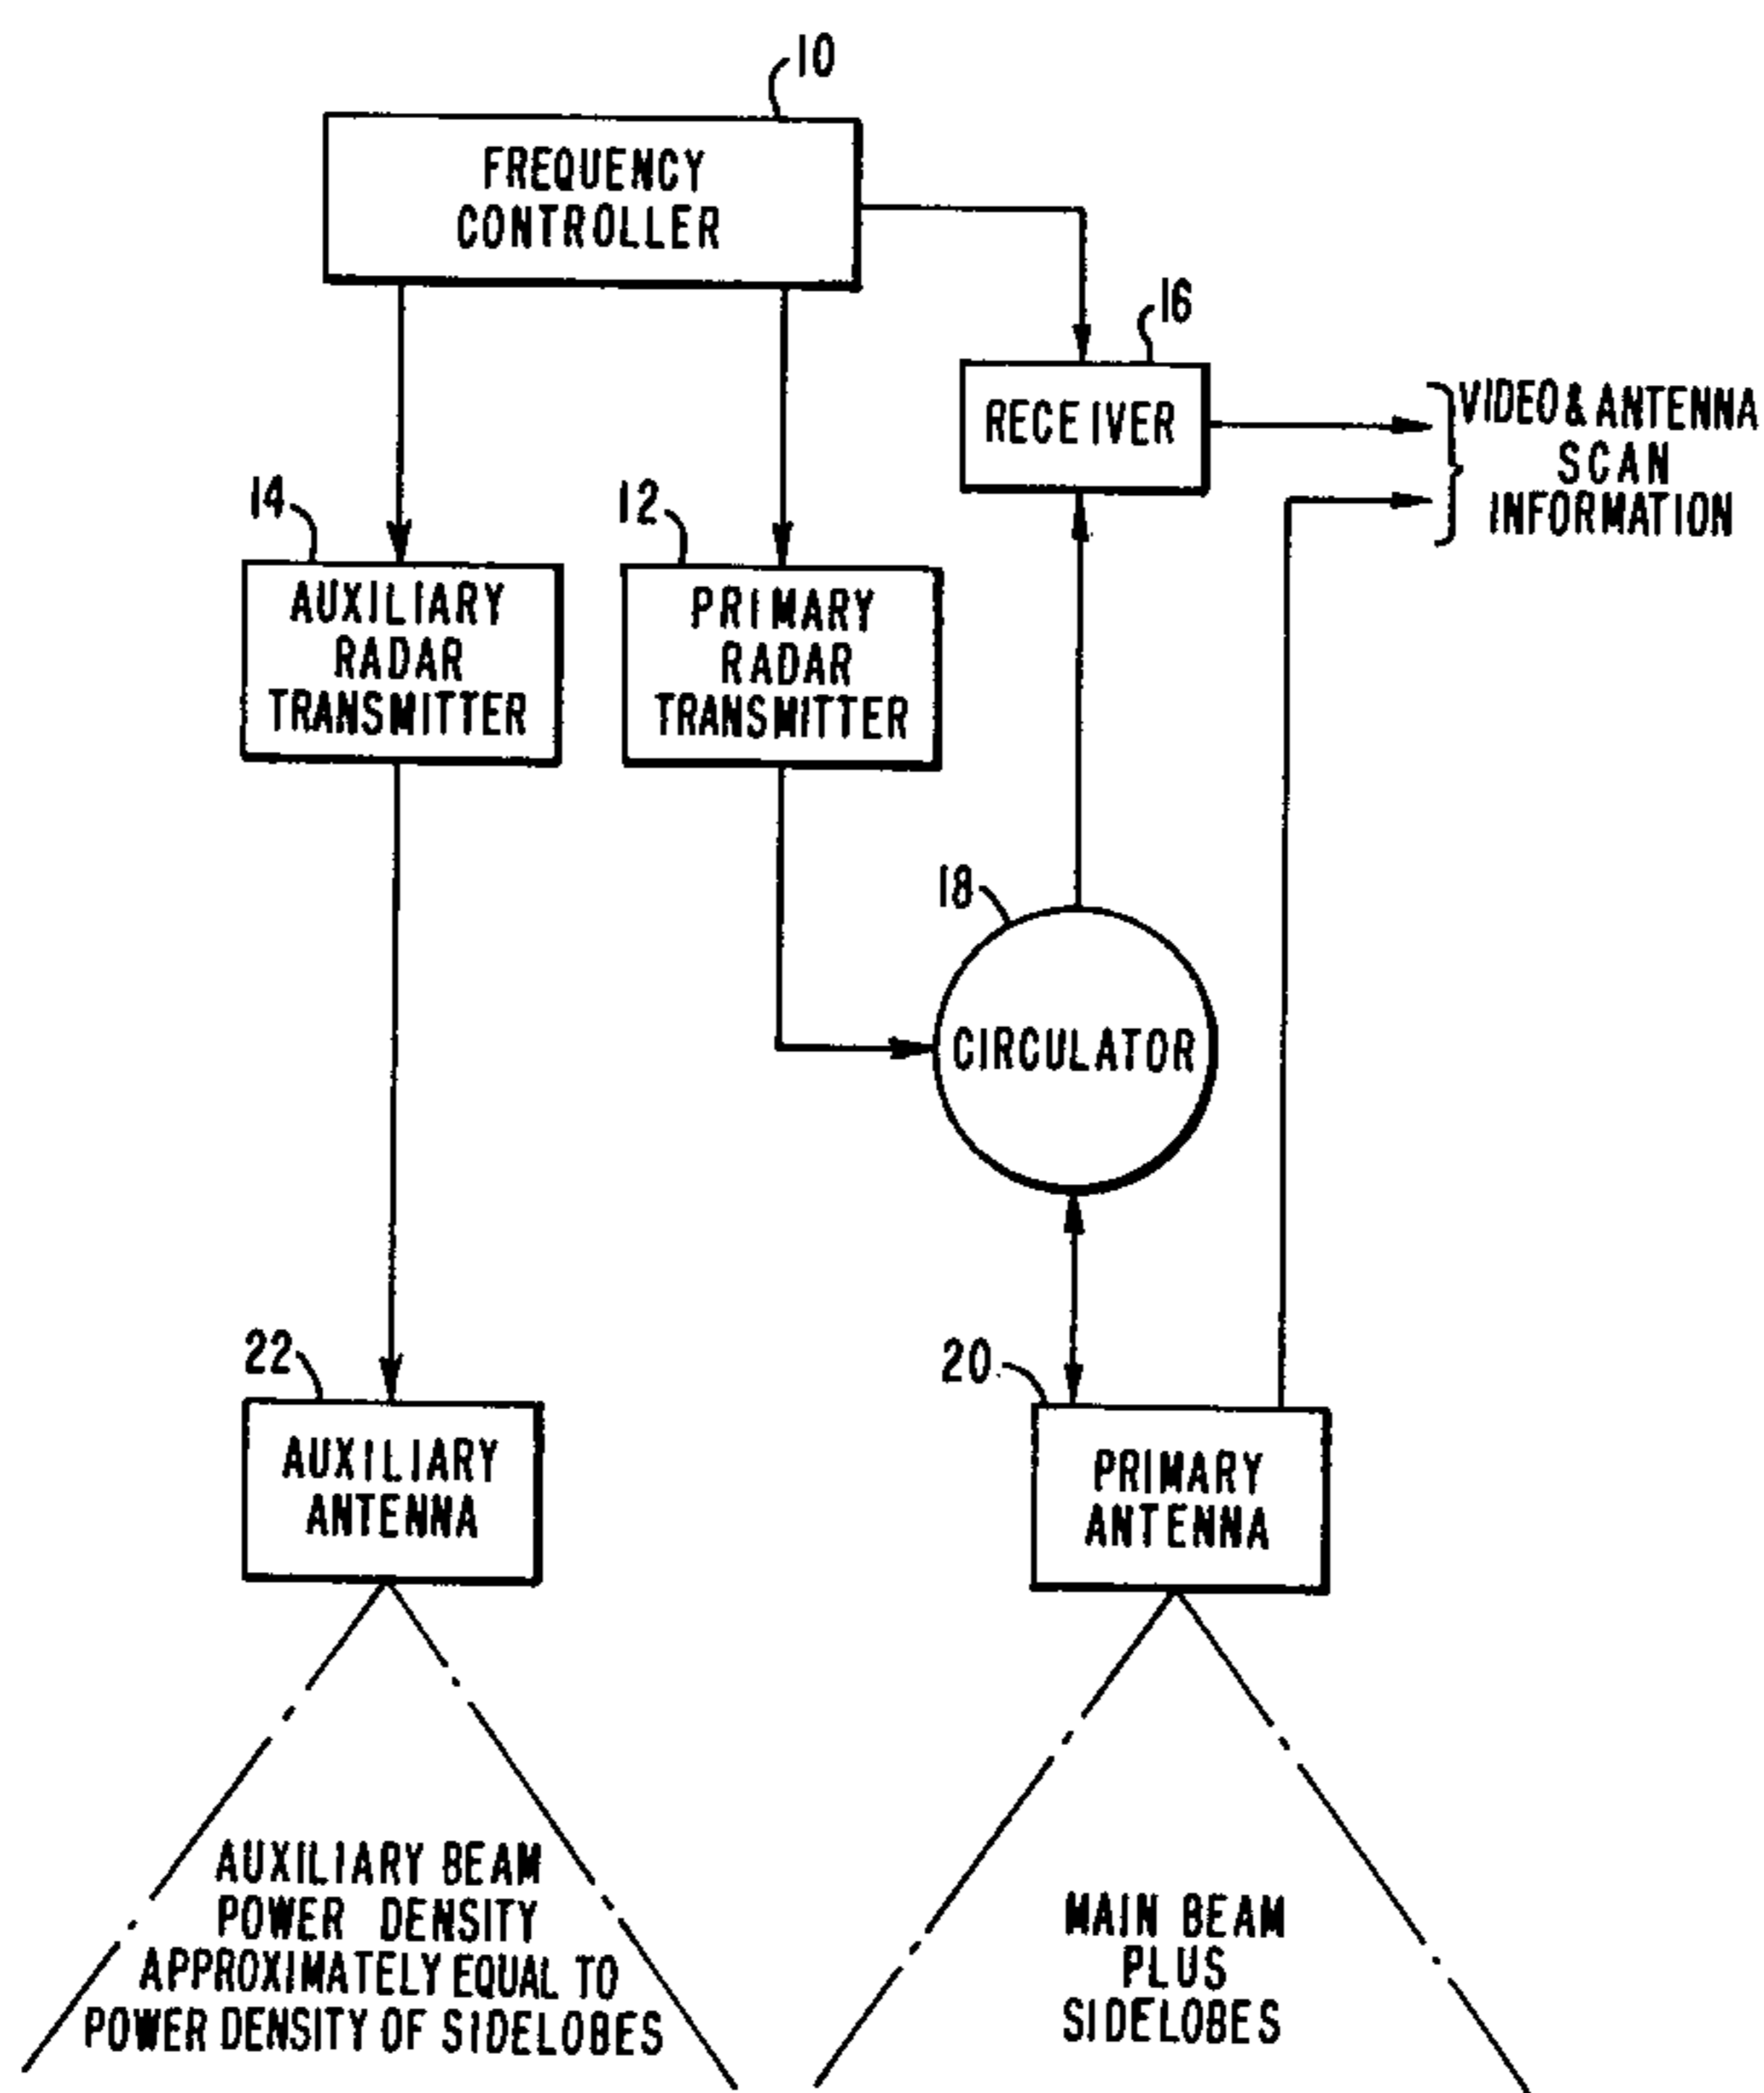 10
FREQUENCY
CONTROLLER
16
RECEIVER
VIDEO & ANTENNA
SCAN
INFORMATION
14
AUXILIARY
RADAR
TRANSMITTER
12
PRIMARY
RADAR
TRANSMITTER
18
CIRCULATOR
22
AUXILIARY
ANTENNA
20
PRIMARY
ANTENNA
AUXILIARY BEAM
POWER DENSITY
APPROXIMATELY EQUAL TO
POWER DENSITY OF SIDELOBES
MAIN BEAM
PLUS
SIDELOBES